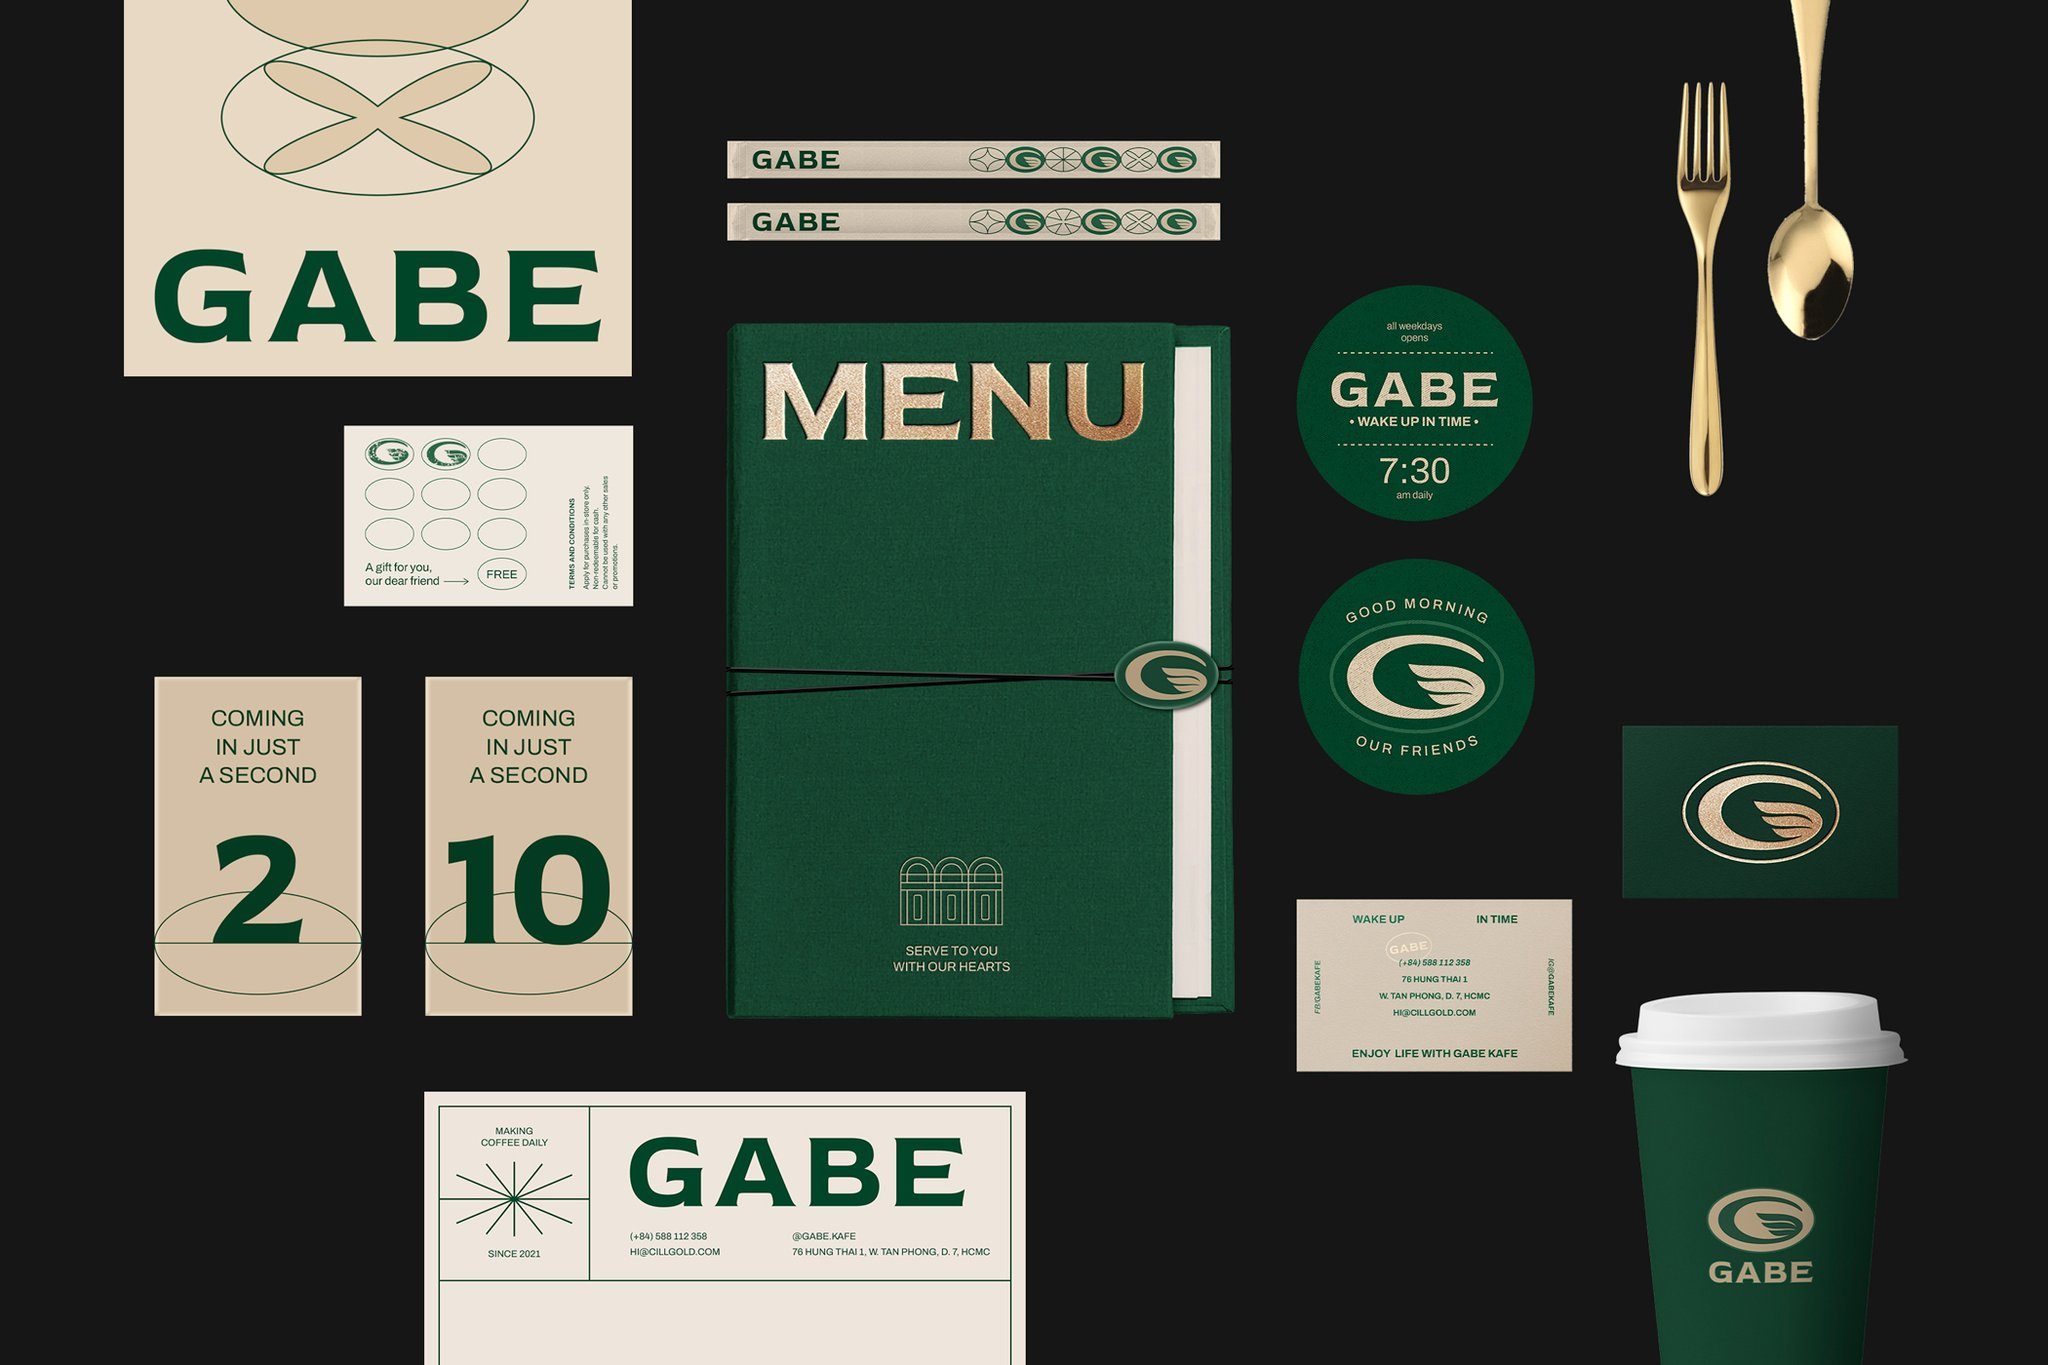 GABE
GABE
GABE
MENU
SERVE TO YOU
WITH OUR HEARTS
all weekdays
opens
GABE
• WAKE UP IN TIME •
7:30
am daily
GOOD MORNING
OUR FRIENDS
A gift for you,
our dear friend
FREE
TERMS AND CONDITIONS
Apply for purchases in-store only.
Non-redeemable for cash.
Cannot be used with any other sales
or promotions.
COMING
IN JUST
A SECOND
2
COMING
IN JUST
A SECOND
10
WAKE UP IN TIME
GABE
(+84) 588 112 358
76 HUNG THAI 1
W. TAN PHONG, D. 7, HCMC
HI@CILLGOLD.COM
FB/GABEKAFE
IG@GABEKAFE
ENJOY LIFE WITH GABE KAFE
MAKING
COFFEE DAILY
SINCE 2021
GABE
(+84) 588 112 358
HI@CILLGOLD.COM
@GABE.KAFE
76 HUNG THAI 1, W. TAN PHONG, D. 7, HCMC
GABE